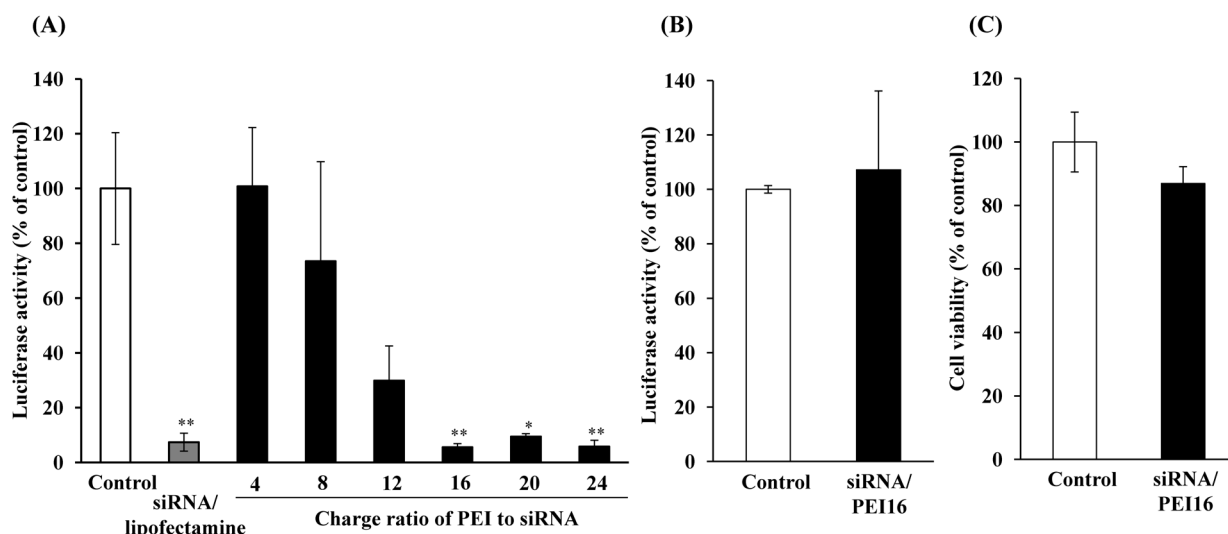 (A)
Luciferase activity (% of control)
140
120
100
80
60
40
20
0
**
**
*
**
Control
siRNA/
lipofectamine
4 8 12 16 20 24
Charge ratio of PEI to siRNA
(B)
Luciferase activity (% of control)
140
120
100
80
60
40
20
0
Control
siRNA/
PEI16
(C)
Cell viability (% of control)
120
100
80
60
40
20
0
Control
siRNA/
PEI16